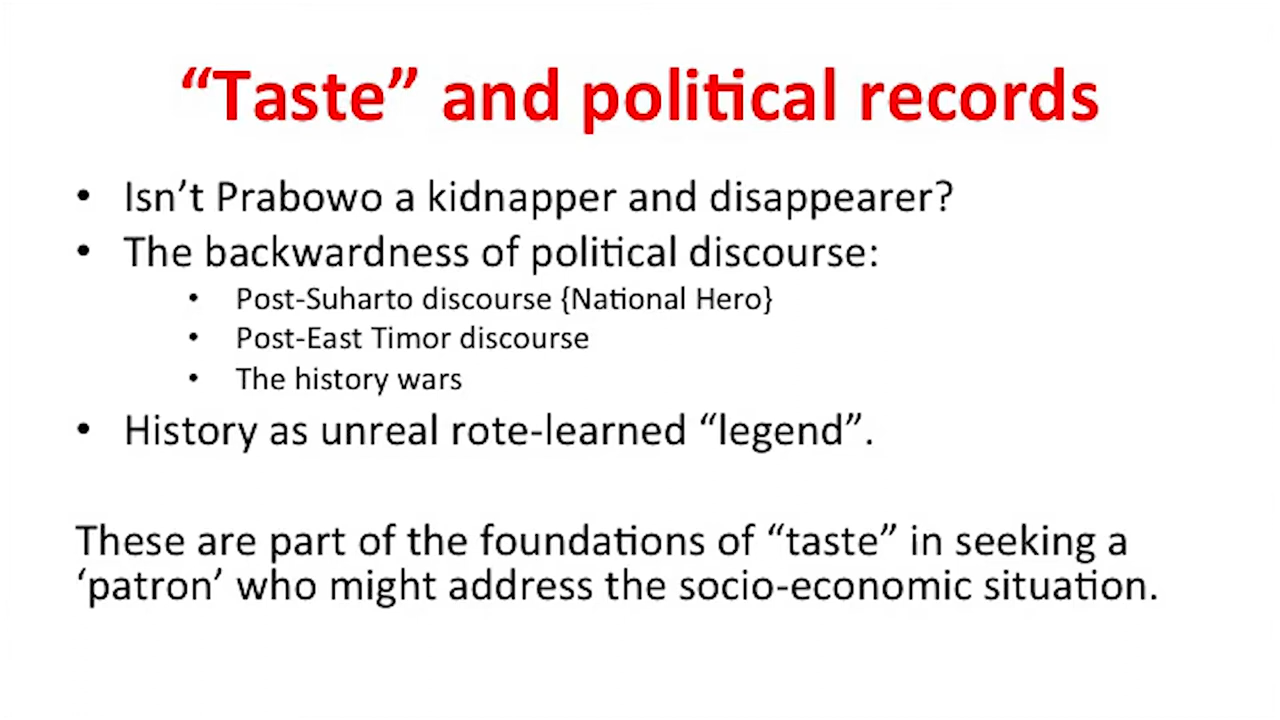 “Taste” and political records
• Isn’t Prabowo a kidnapper and disappearer?
• The backwardness of political discourse:
• Post-Suharto discourse {National Hero}
• Post-East Timor discourse
• The history wars
• History as unreal rote-learned “legend”.
These are part of the foundations of “taste” in seeking a
‘patron’ who might address the socio-economic situation.